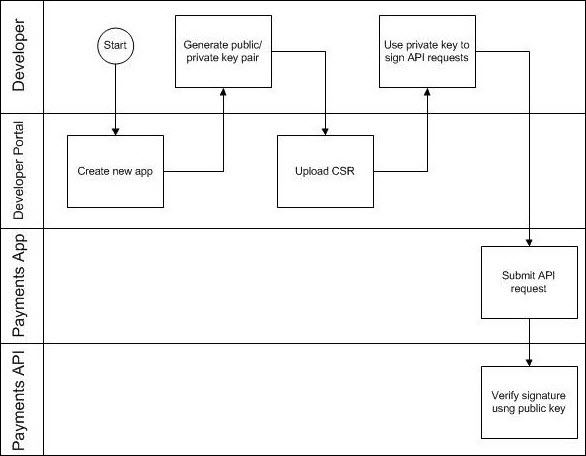 Developer
Start
Generate public/
private key pair
Use private key to
sign API requests
Developer Portal
Create new app
Upload CSR
Payments App
Submit API
request
Payments API
Verify signature
usng public key